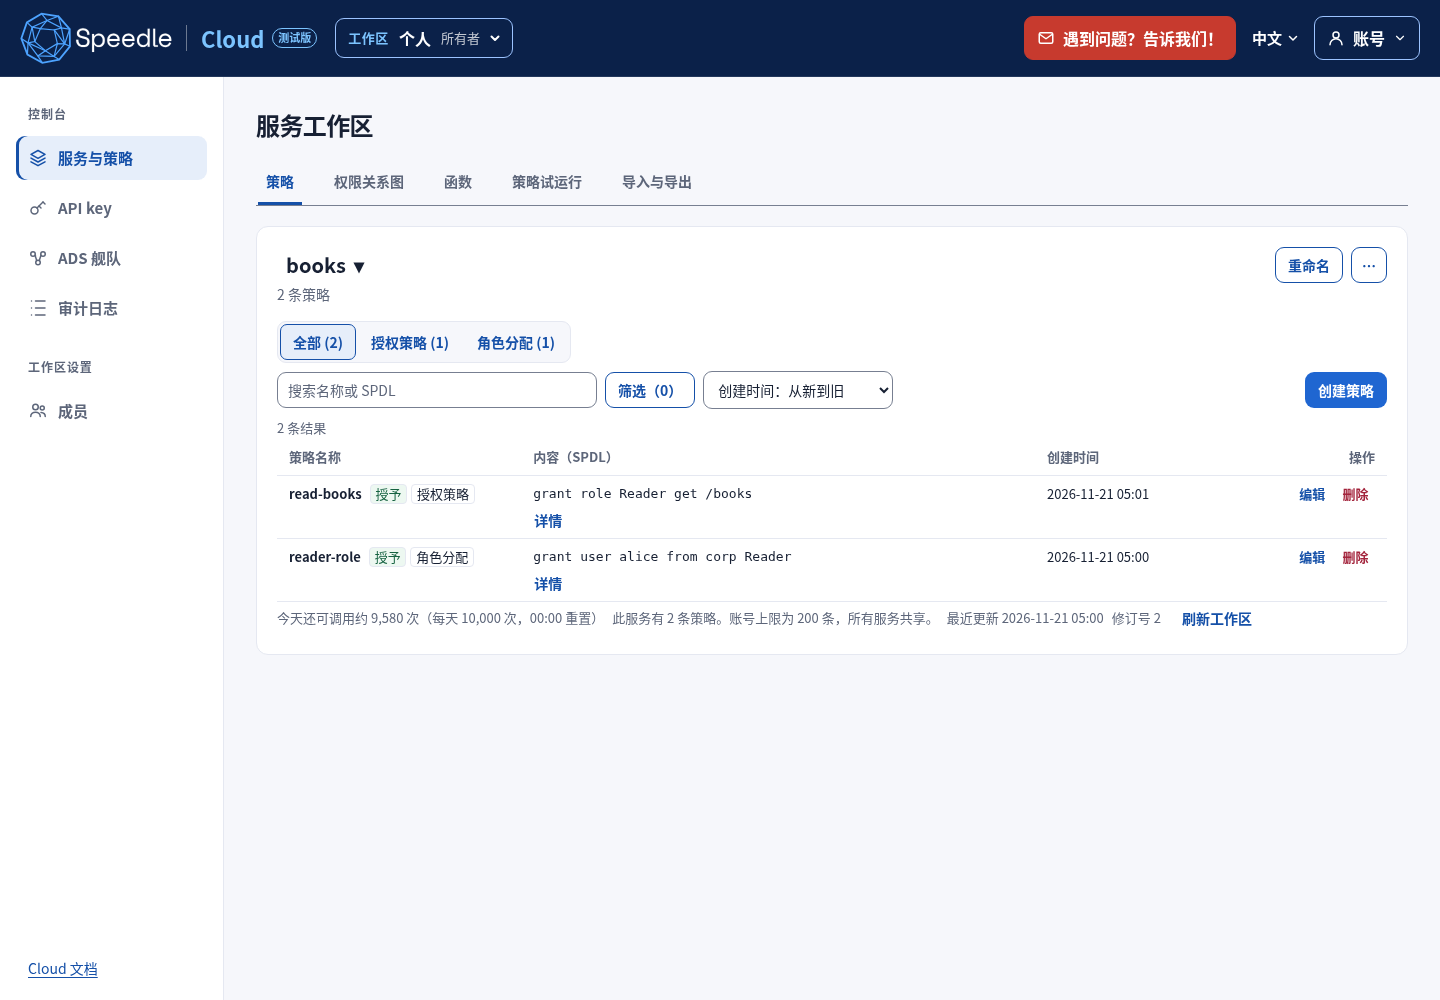 Speedle Cloud 测试版 工作区 个人 所有者 遇到问题？告诉我们！ 中文 账号
控制台
服务与策略
API key
ADS 舰队
审计日志
工作区设置
成员
Cloud 文档
服务工作区
策略 权限关系图 函数 策略试运行 导入与导出
books ▼ 重命名 ···
2 条策略
全部 (2) 授权策略 (1) 角色分配 (1)
搜索名称或 SPDL 筛选（0） 创建时间：从新到旧 创建策略
2 条结果
策略名称 内容（SPDL） 创建时间 操作
read-books 授予 授权策略 grant role Reader get /books 2026-11-21 05:01 编辑 删除
详情
reader-role 授予 角色分配 grant user alice from corp Reader 2026-11-21 05:00 编辑 删除
详情
今天还可调用约 9,580 次（每天 10,000 次，00:00 重置） 此服务有 2 条策略。账号上限为 200 条，所有服务共享。 最近更新 2026-11-21 05:00 修订号 2 刷新工作区